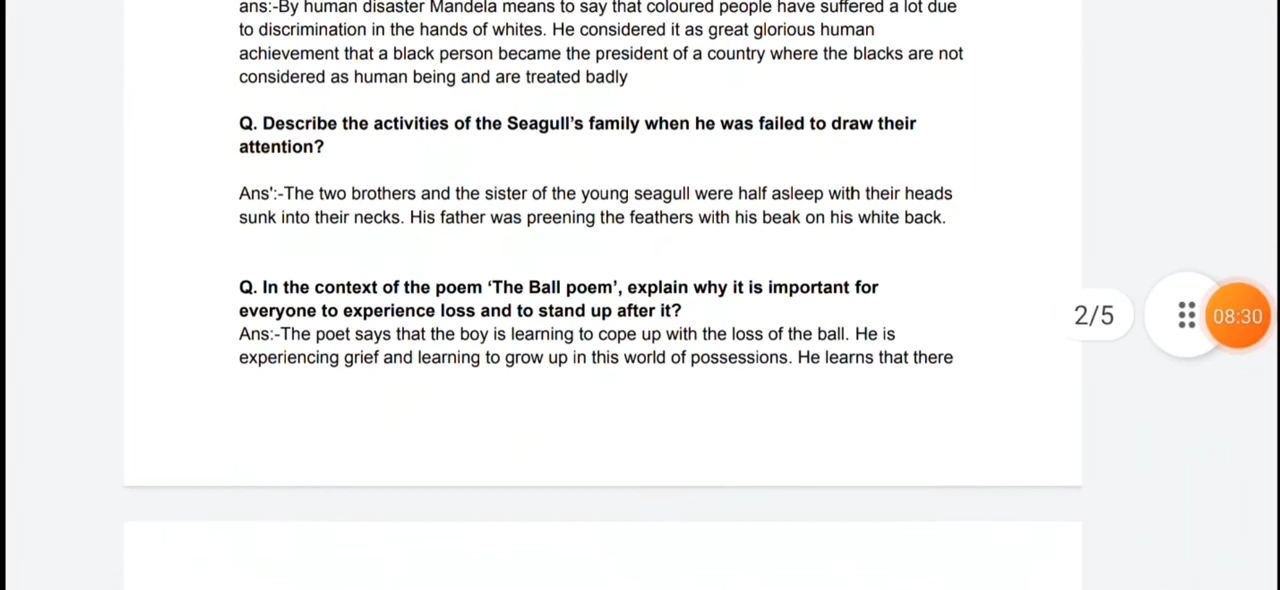 ans:-By human disaster Mandela means to say that coloured people have suffered a lot due
to discrimination in the hands of whites. He considered it as great glorious human
achievement that a black person became the president of a country where the blacks are not
considered as human being and are treated badly
Q. Describe the activities of the Seagull's family when he was failed to draw their
attention?
Ans':-The two brothers and the sister of the young seagull were half asleep with their heads
sunk into their necks. His father was preening the feathers with his beak on his white back.
Q. In the context of the poem 'The Ball poem', explain why it is important for
everyone to experience loss and to stand up after it?
Ans:-The poet says that the boy is learning to cope up with the loss of the ball. He is
experiencing grief and learning to grow up in this world of possessions. He learns that there
2/5
08:30